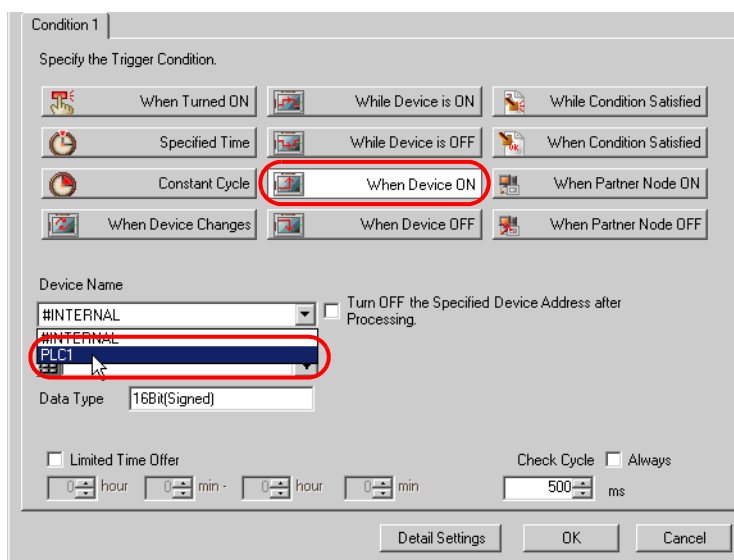 Condition 1
Specify the Trigger Condition.
When Turned ON
While Device is ON
While Condition Satisfied
Specified Time
While Device is OFF
When Condition Satisfied
Constant Cycle
When Device ON
When Partner Node ON
When Device Changes
When Device OFF
When Partner Node OFF
Device Name
#INTERNAL
Turn OFF the Specified Device Address after
Processing.
#INTERNAL
PLC1
Data Type 16Bit(Signed)
Limited Time Offer
Check Cycle Always
0 hour 0 min - 0 hour 0 min
500 ms
Detail Settings OK Cancel